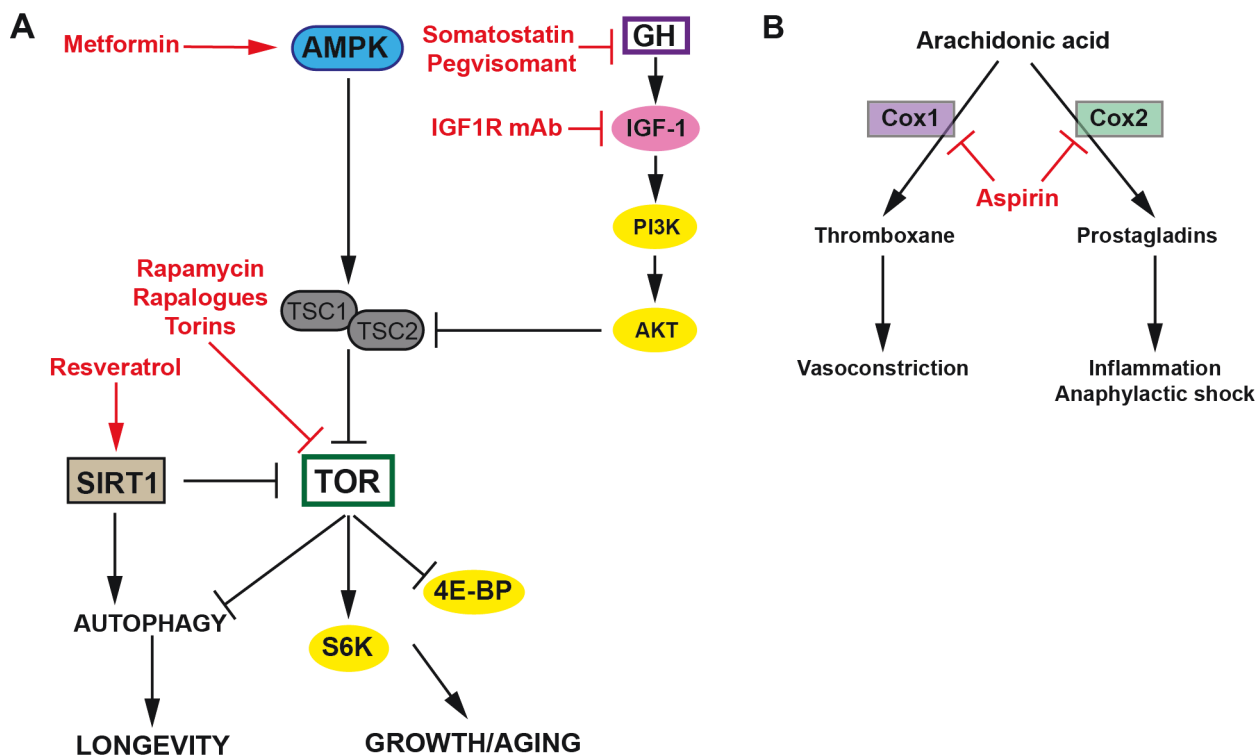 A
Metformin
AMPK
Somatostatin
Pegvisomant
GH
IGF1R mAb
IGF-1
PI3K
Rapamycin
Rapalogues
Torins
TSC1
TSC2
AKT
Resveratrol
SIRT1
TOR
4E-BP
AUTOPHAGY
S6K
LONGEVITY
GROWTH/AGING
B
Arachidonic acid
Cox1
Cox2
Aspirin
Thromboxane
Prostagladins
Vasoconstriction
Inflammation
Anaphylactic shock